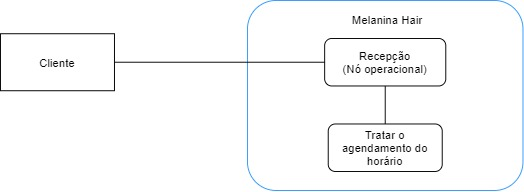 Melanina Hair
Cliente
Recepção
(Nó operacional)
Tratar o
agendamento do
horário